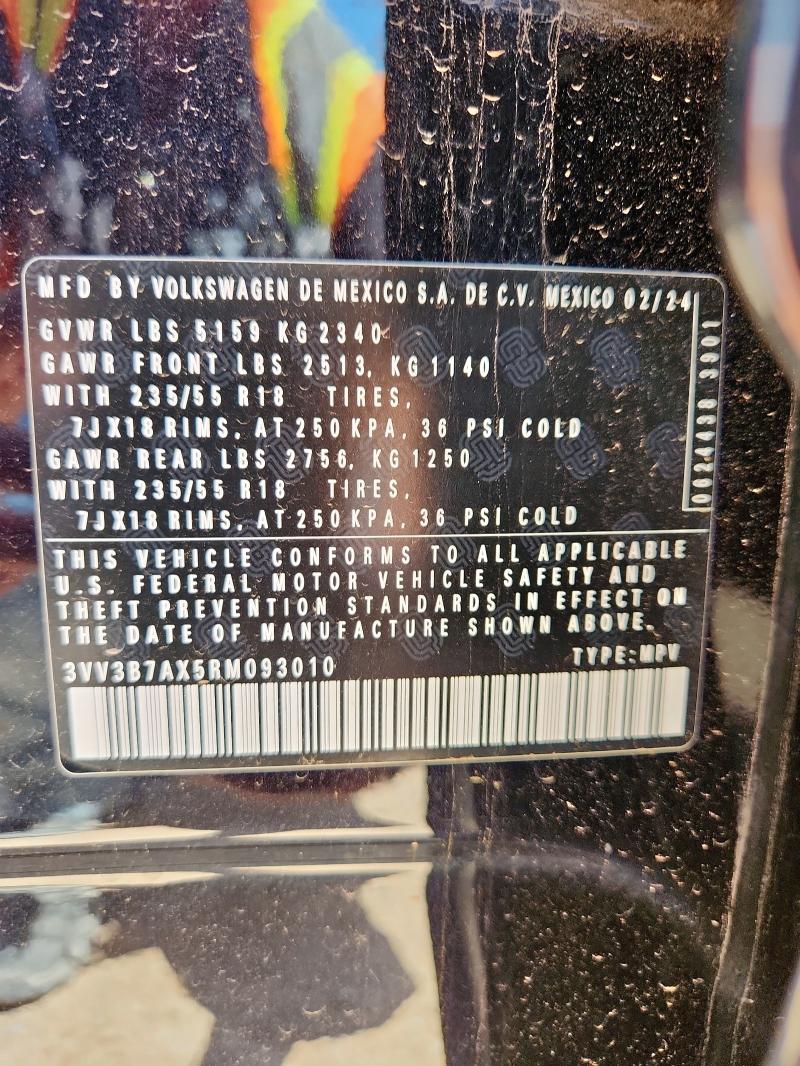 MFD BY VOLKSWAGEN DE MEXICO S.A. DE C.V. MEXICO 02/24
GVWR LBS 5159 KG 2340
GAWR FRONT LBS 2513, KG 1140
WITH 235/55 R18 TIRES,
7JX18 RIMS, AT 250 KPA, 36 PSI COLD
GAWR REAR LBS 2756, KG 1250
WITH 235/55 R18 TIRES,
7JX18 RIMS, AT 250 KPA, 36 PSI COLD
0624438 3901
THIS VEHICLE CONFORMS TO ALL APPLICABLE
U.S. FEDERAL MOTOR VEHICLE SAFETY AND
THEFT PREVENTION STANDARDS IN EFFECT ON
THE DATE OF MANUFACTURE SHOWN ABOVE.
3VV3B7AX5RM093010
TYPE:MPV